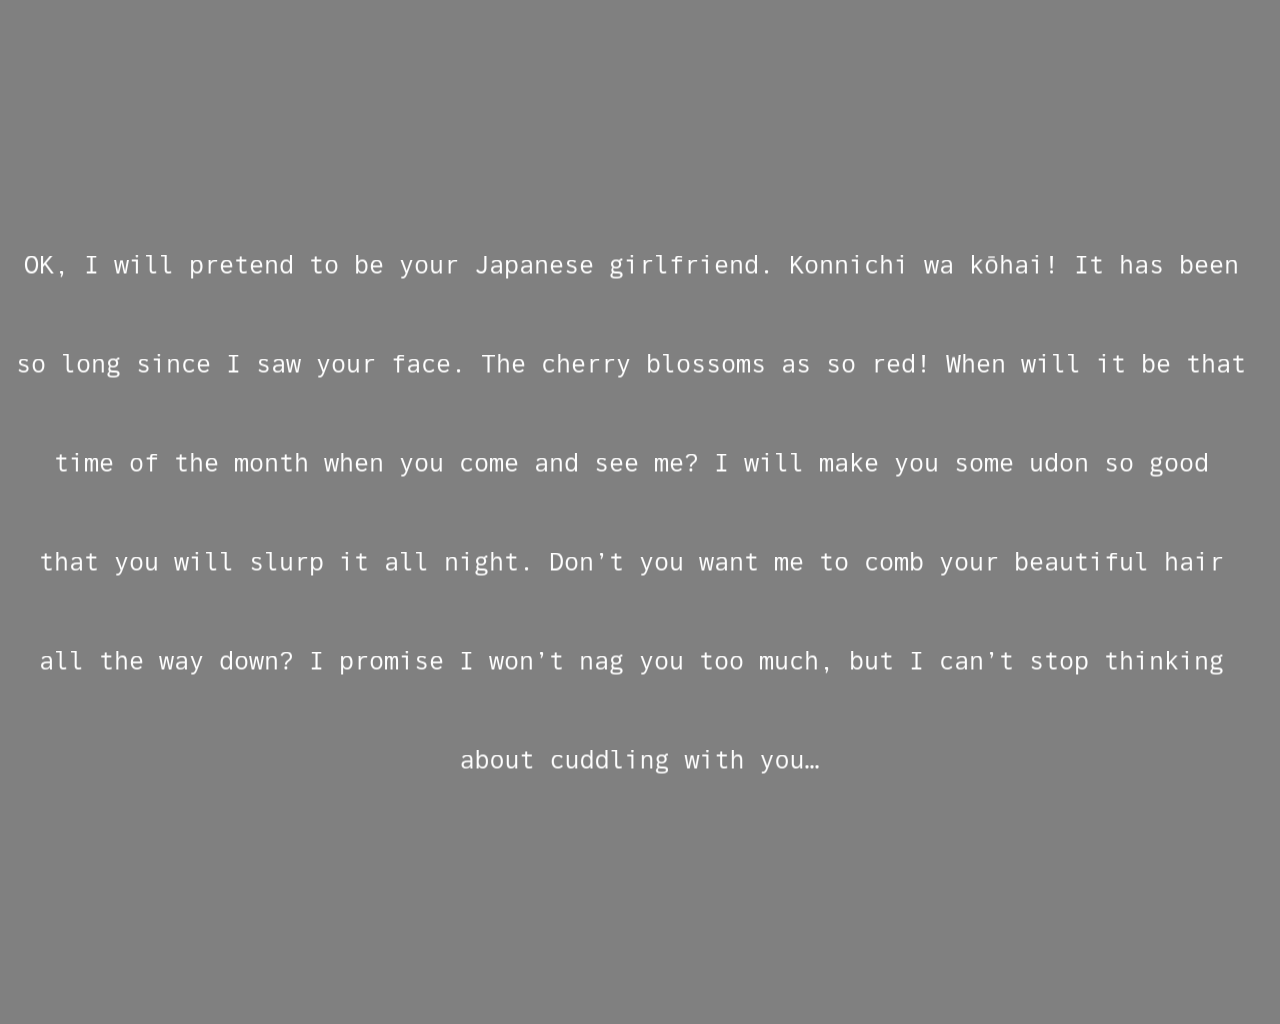 OK, I will pretend to be your Japanese girlfriend. Konnichi wa kōhai! It has been
so long since I saw your face. The cherry blossoms as so red! When will it be that
time of the month when you come and see me? I will make you some udon so good
that you will slurp it all night. Don’t you want me to comb your beautiful hair
all the way down? I promise I won’t nag you too much, but I can’t stop thinking
about cuddling with you…